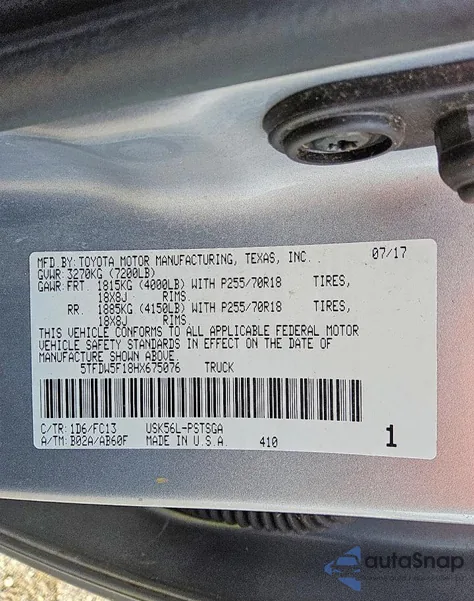 MFD.BY:TOYOTA MOTOR MANUFACTURING, TEXAS, INC. 07/17
GVWR:3270KG (7200LB)
GAWR:FRT. 1815KG (4000LB) WITH P255/70R18 TIRES,
18X8J RIMS
RR. 1885KG (4150LB) WITH P255/70R18 TIRES,
18X8J RIMS
THIS VEHICLE CONFORMS TO ALL APPLICABLE FEDERAL MOTOR
VEHICLE SAFETY STANDARDS IN EFFECT ON THE DATE OF
MANUFACTURE SHOWN ABOVE.
5TFDW5F18HX675076 TRUCK
C/TR:1D6/FC13 USK56L-PSTSGA
A/TM:B02A/AB60F MADE IN U.S.A. 410 1
autoSnap